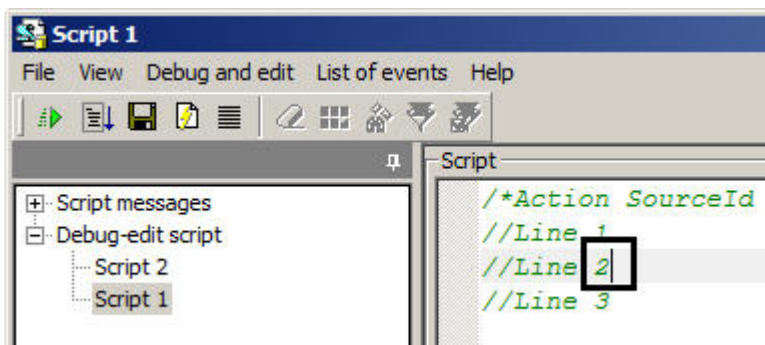 Script 1
File View Debug and edit List of events Help
Script
Script messages
Debug-edit script
Script 2
Script 1
/*Action SourceId
//Line 1
//Line 2
//Line 3